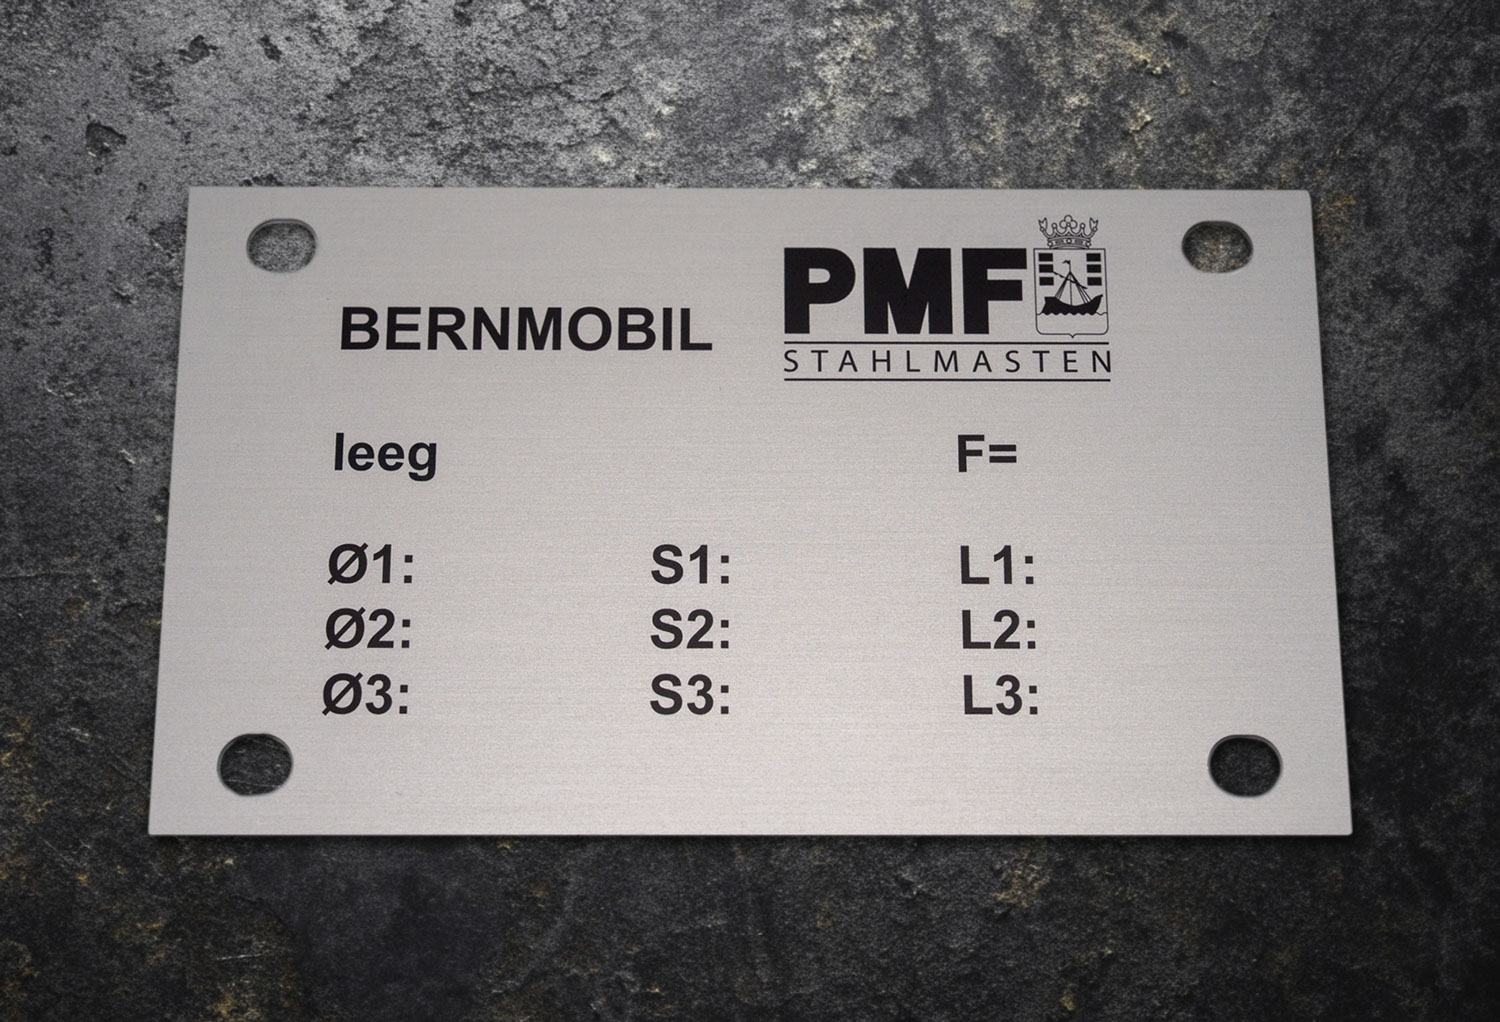 BERNMOBIL
PMF
STAHLMASTEN
leeg F=
Ø1: S1: L1:
Ø2: S2: L2:
Ø3: S3: L3: